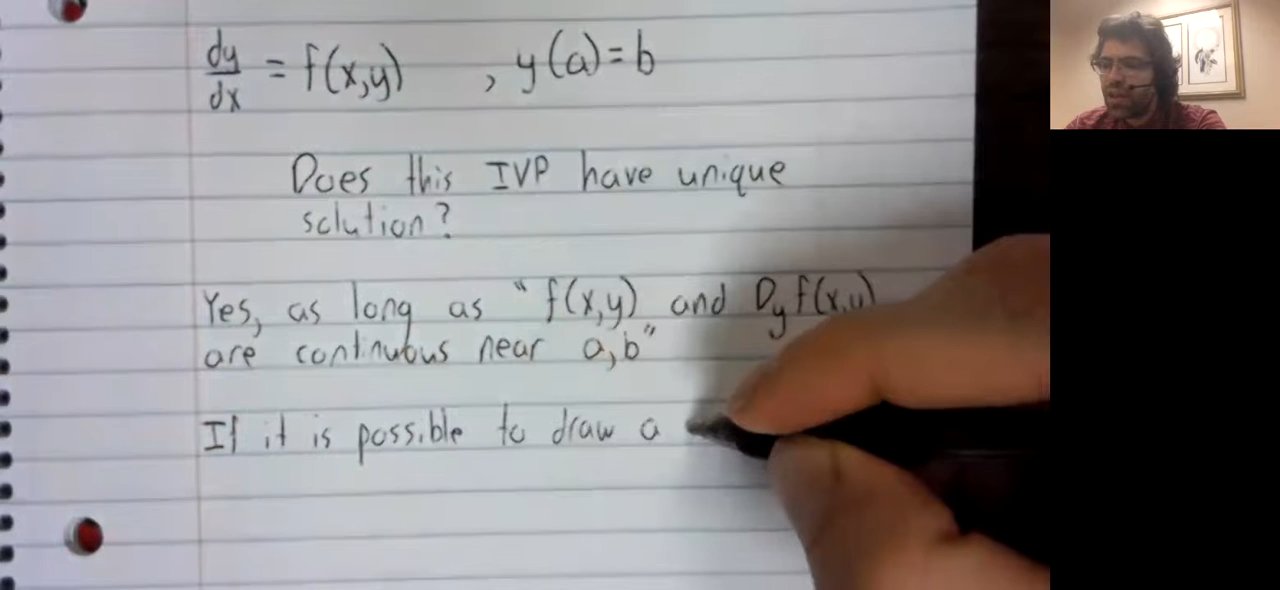 dy/dx = f(x,y) , y(a)=b
Does this IVP have unique
solution?
Yes, as long as "f(x,y) and Dyf(x,y)
are continuous near a,b"
If it is possible to draw a